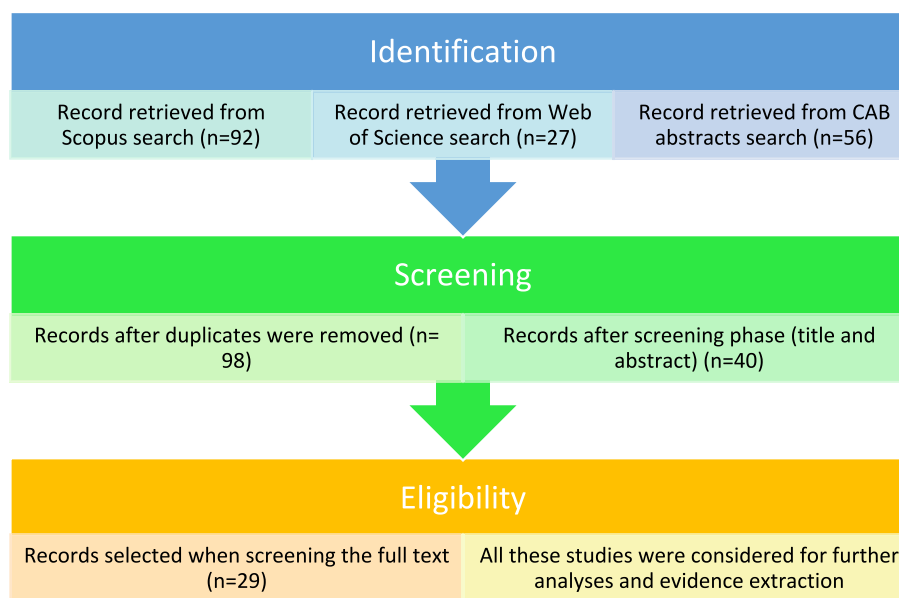 Identification
Record retrieved from
Scopus search (n=92)
Record retrieved from Web
of Science search (n=27)
Record retrieved from CAB
abstracts search (n=56)
Screening
Records after duplicates were removed (n=
98)
Records after screening phase (title and
abstract) (n=40)
Eligibility
Records selected when screening the full text
(n=29)
All these studies were considered for further
analyses and evidence extraction